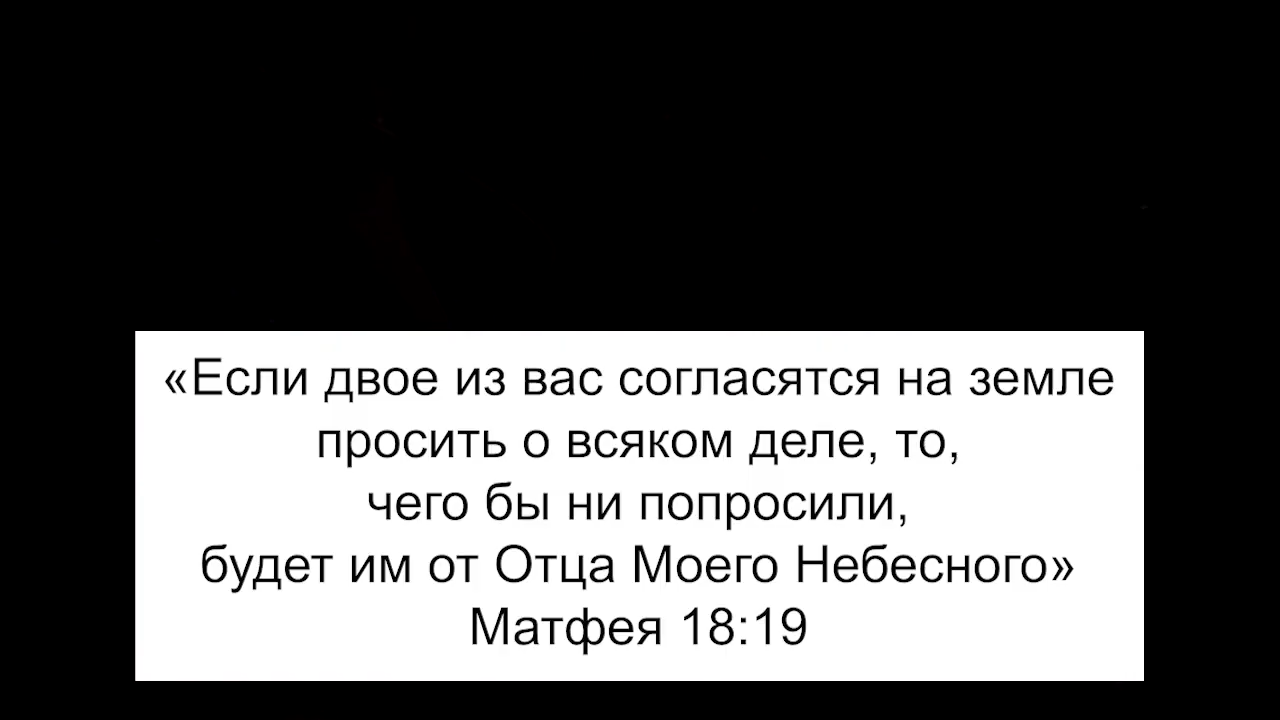 «Если двое из вас согласятся на земле
просить о всяком деле, то,
чего бы ни попросили,
будет им от Отца Моего Небесного»
Матфея 18:19